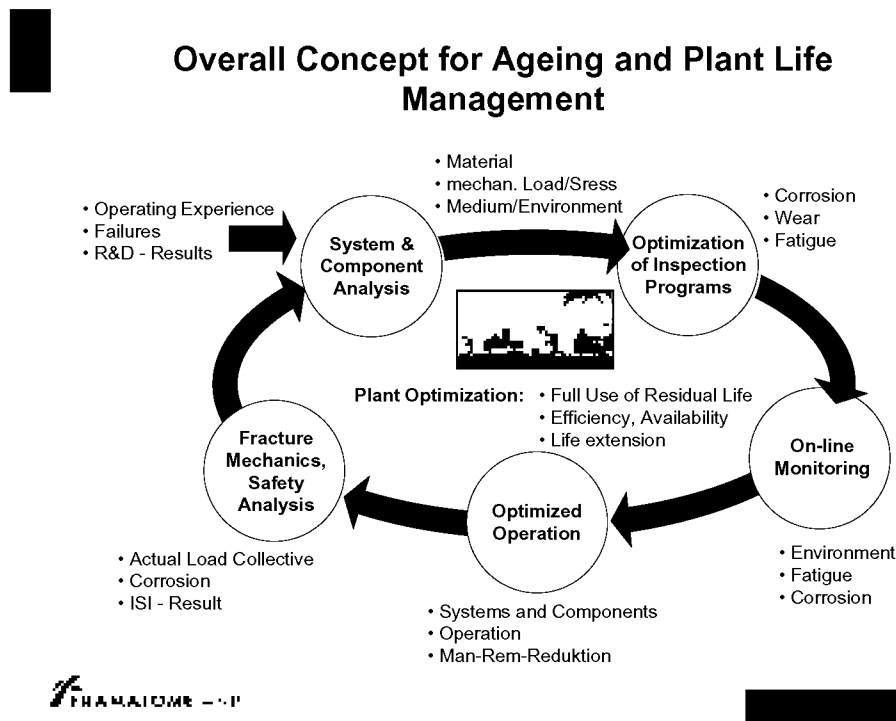 Overall Concept for Ageing and Plant Life
Management
• Material
• mechan. Load/Sress
• Medium/Environment
• Operating Experience
• Failures
• R&D - Results
System &
Component
Analysis
Optimization
of Inspection
Programs
• Corrosion
• Wear
• Fatigue
Plant Optimization:
• Full Use of Residual Life
• Efficiency, Availability
• Life extension
Fracture
Mechanics,
Safety
Analysis
On-line
Monitoring
Optimized
Operation
• Actual Load Collective
• Corrosion
• ISI - Result
• Environment
• Fatigue
• Corrosion
• Systems and Components
• Operation
• Man-Rem-Reduktion